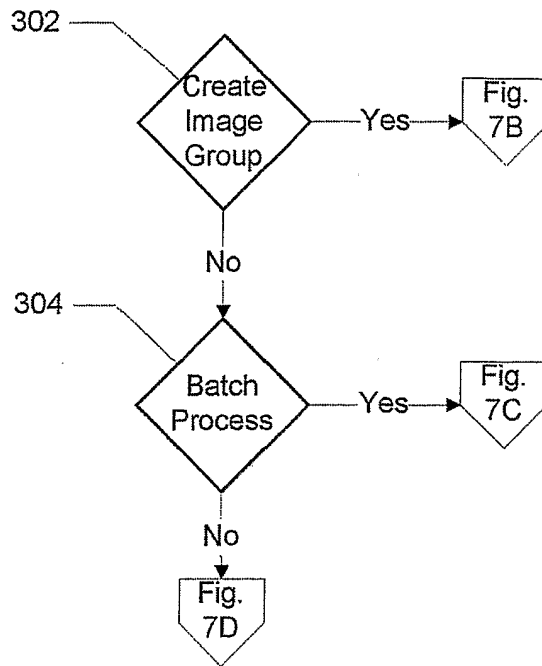 302
Create
Image
Group
Yes
Fig.
7B
No
304
Batch
Process
Yes
Fig.
7C
No
Fig.
7D